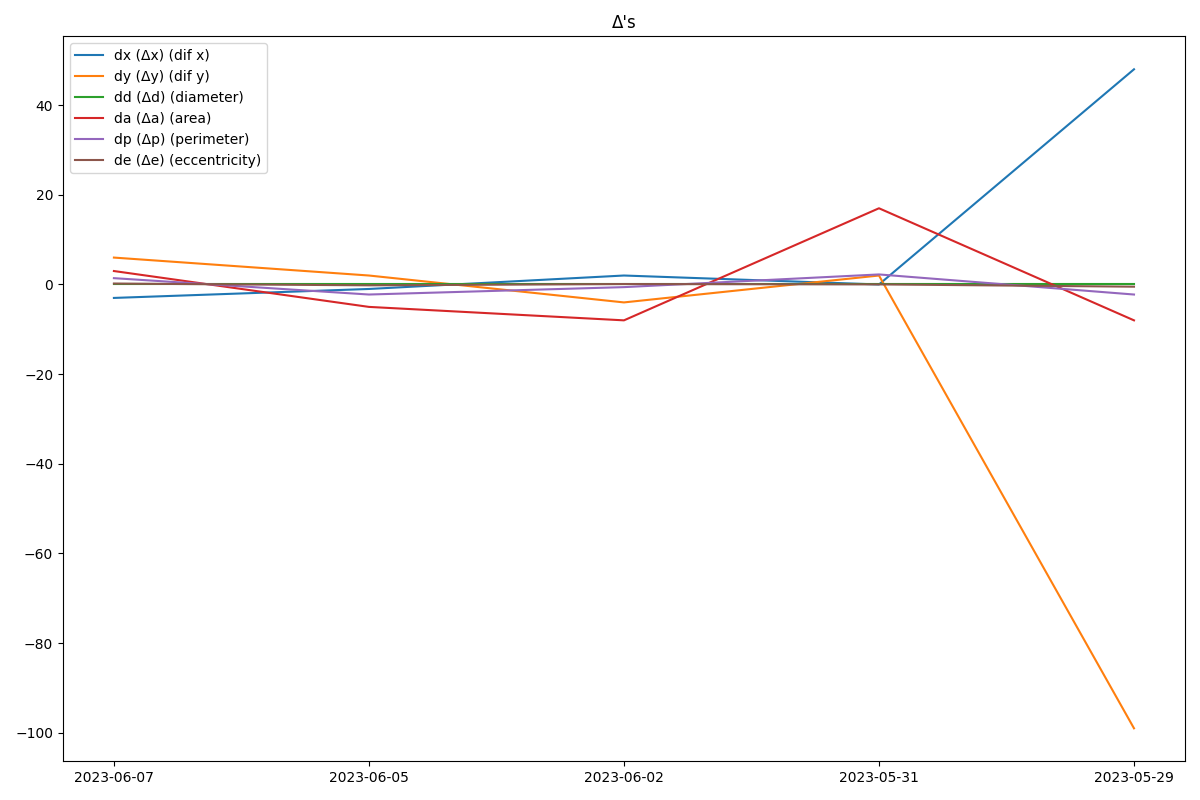 Δ's
dx (Δx) (dif x)
dy (Δy) (dif y)
dd (Δd) (diameter)
da (Δa) (area)
dp (Δp) (perimeter)
de (Δe) (eccentricity)
40
20
0
−20
−40
−60
−80
−100
2023-06-07 2023-06-05 2023-06-02 2023-05-31 2023-05-29